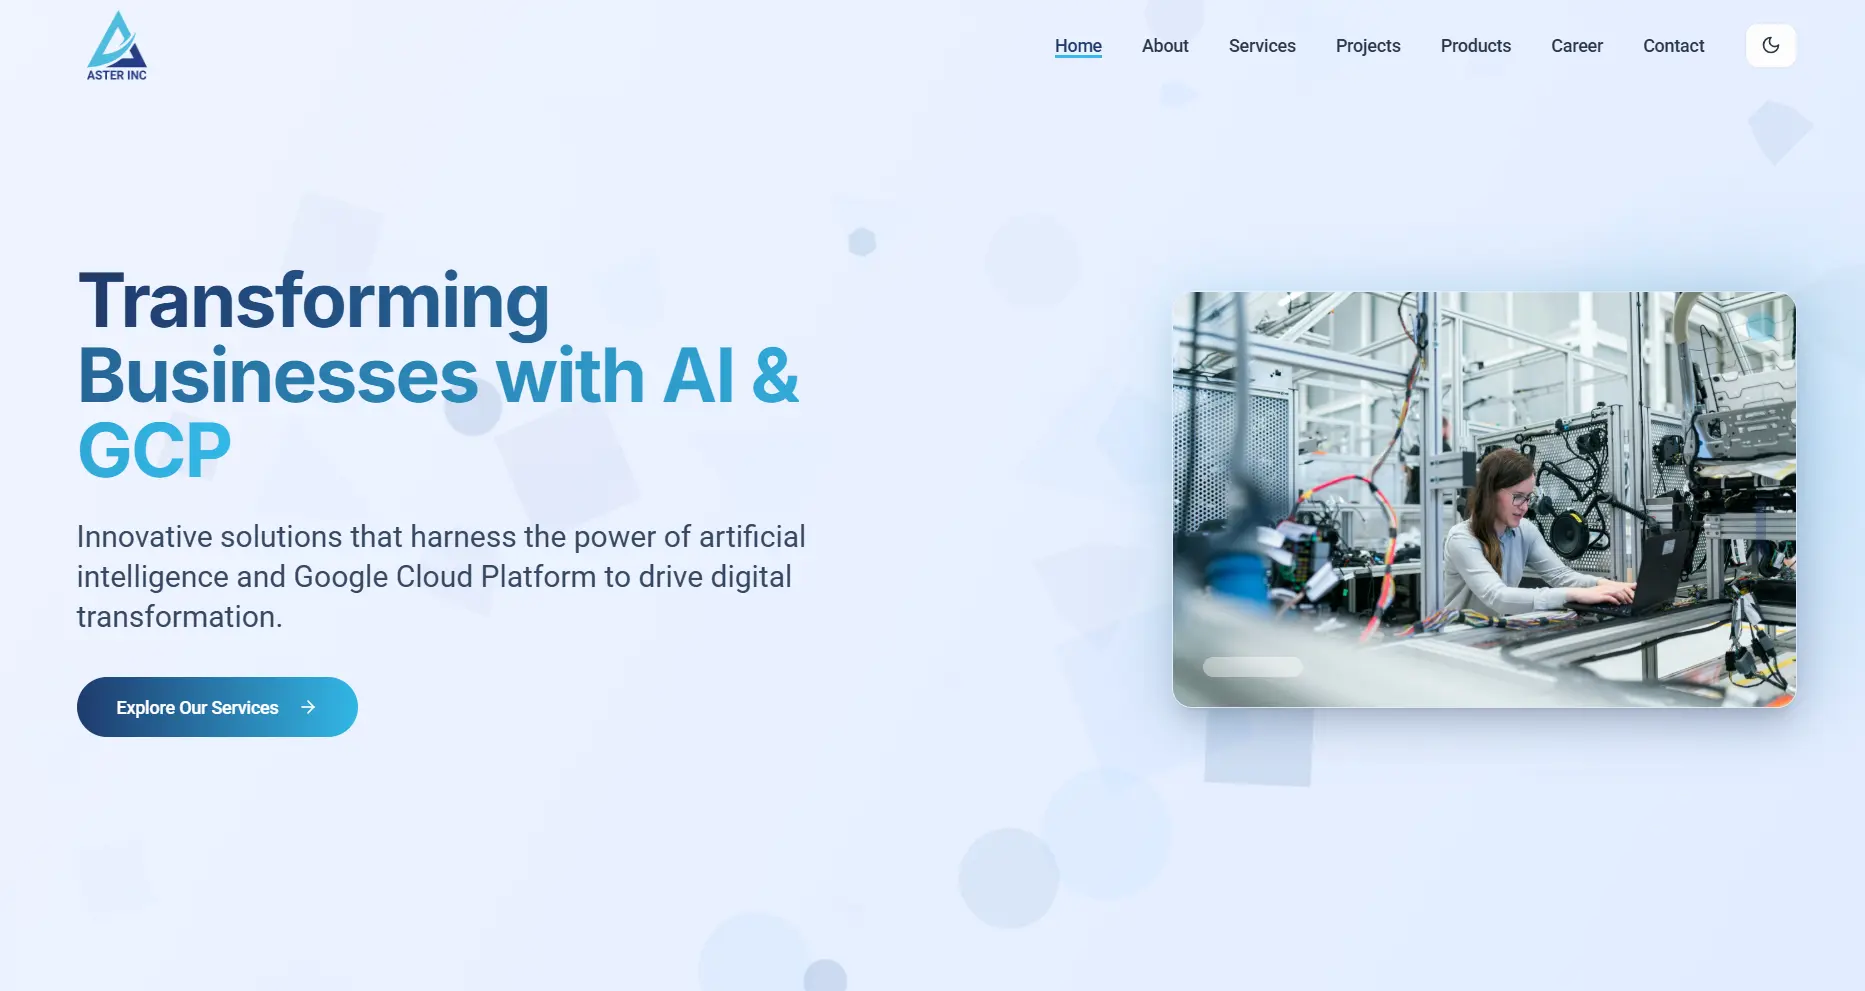 ASTER INC
Home
About
Services
Projects
Products
Career
Contact
Transforming
Businesses with AI &
GCP
Innovative solutions that harness the power of artificial
intelligence and Google Cloud Platform to drive digital
transformation.
Explore Our Services